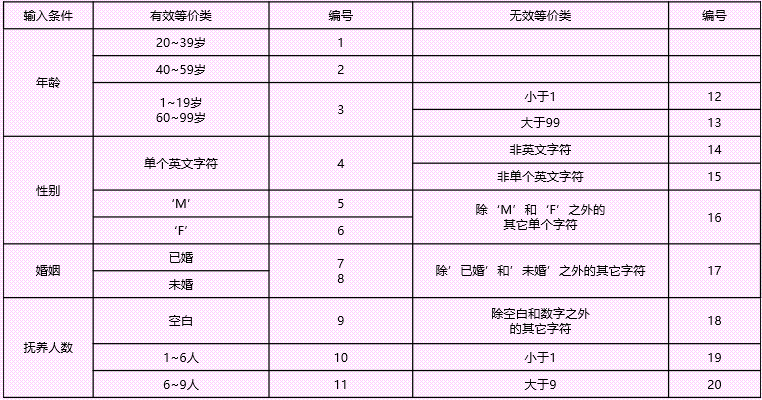 输入条件 有效等价类 编号 无效等价类 编号
年龄 20~39岁 1
40~59岁 2
1~19岁
60~99岁 3 小于1 12
大于99 13
性别 单个英文字符 4 非英文字符 14
非单个英文字符 15
‘M’ 5 除‘M’和‘F’之外的
其它单个字符 16
‘F’ 6
婚姻 已婚 7 除’已婚’和’未婚’之外的其它字符 17
未婚 8
抚养人数 空白 9 除空白和数字之外
的其它字符 18
1~6人 10 小于1 19
6~9人 11 大于9 20